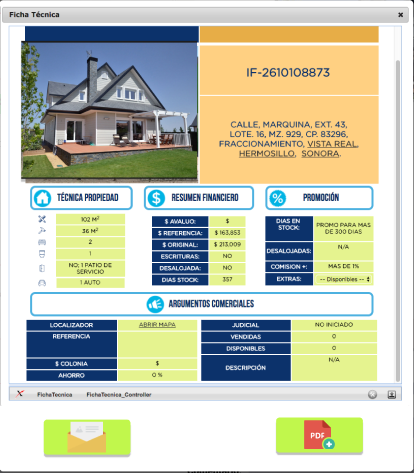 Ficha Técnica
IF-2610108873
CALLE, MARQUINA, EXT. 43,
LOTE. 16, MZ. 929, CP. 83296,
FRACCIONAMIENTO, VISTA REAL,
HERMOSILLO, SONORA.
TÉCNICA PROPIEDAD
102 M²
36 M²
2
1
NO; 1 PATIO DE
SERVICIO
1 AUTO
RESUMEN FINANCIERO
$ AVALUO: $
$ REFERENCIA: $ 163,853
$ ORIGINAL: $ 213,009
ESCRITURAS: NO
DESALOJADA: NO
DIAS STOCK: 357
PROMOCIÓN
DIAS EN
STOCK:
PROMO PARA MAS
DE 300 DIAS
DESALOJADAS: N/A
COMISION +: MAS DE 1%
EXTRAS: -- Disponibles --
ARGUMENTOS COMERCIALES
LOCALIZADOR ABRIR MAPA
REFERENCIA
$ COLONIA $
AHORRO 0 %
JUDICIAL NO INICIADO
VENDIDAS 0
DISPONIBLES 0
DESCRIPCIÓN N/A
FichaTecnica FichaTecnica_Controller
PDF